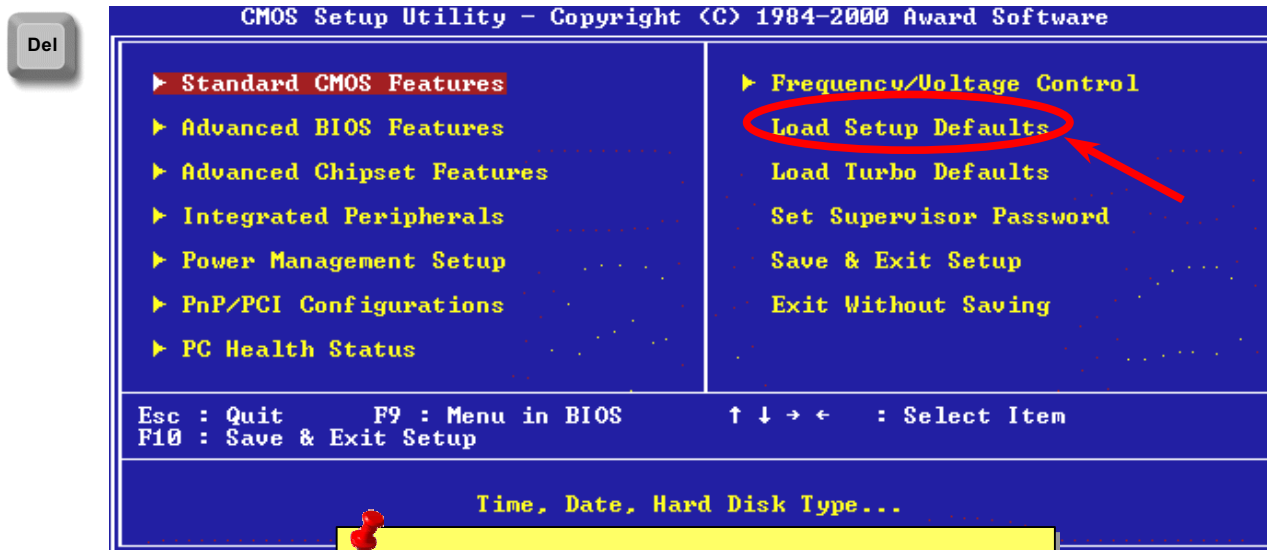 Del
CMOS Setup Utility - Copyright (C) 1984-2000 Award Software
Standard CMOS Features
Advanced BIOS Features
Advanced Chipset Features
Integrated Peripherals
Power Management Setup
PnP/PCI Configurations
PC Health Status
Frequency/Voltage Control
Load Setup Defaults
Load Turbo Defaults
Set Supervisor Password
Save & Exit Setup
Exit Without Saving
Esc : Quit F9 : Menu in BIOS ↑ ↓ → ← : Select Item
F10 : Save & Exit Setup
Time, Date, Hard Disk Type...